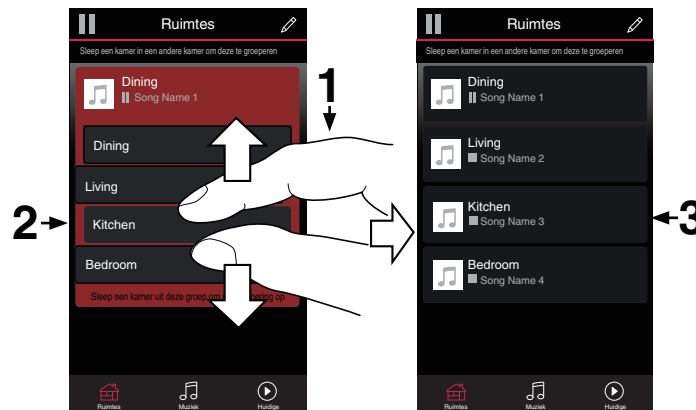 Ruimtes
Sleep een kamer in een andere kamer om deze te groeperen
Dining
Song Name 1
Dining
Living
Kitchen
Bedroom
Sleep een kamer uit deze groep om op
Ruimtes
Muziek
Huidige
1
2
Ruimtes
Sleep een kamer in een andere kamer om deze te groeperen
Dining
Song Name 1
Living
Song Name 2
Kitchen
Song Name 3
Bedroom
Song Name 4
Ruimtes
Muziek
Huidige
3